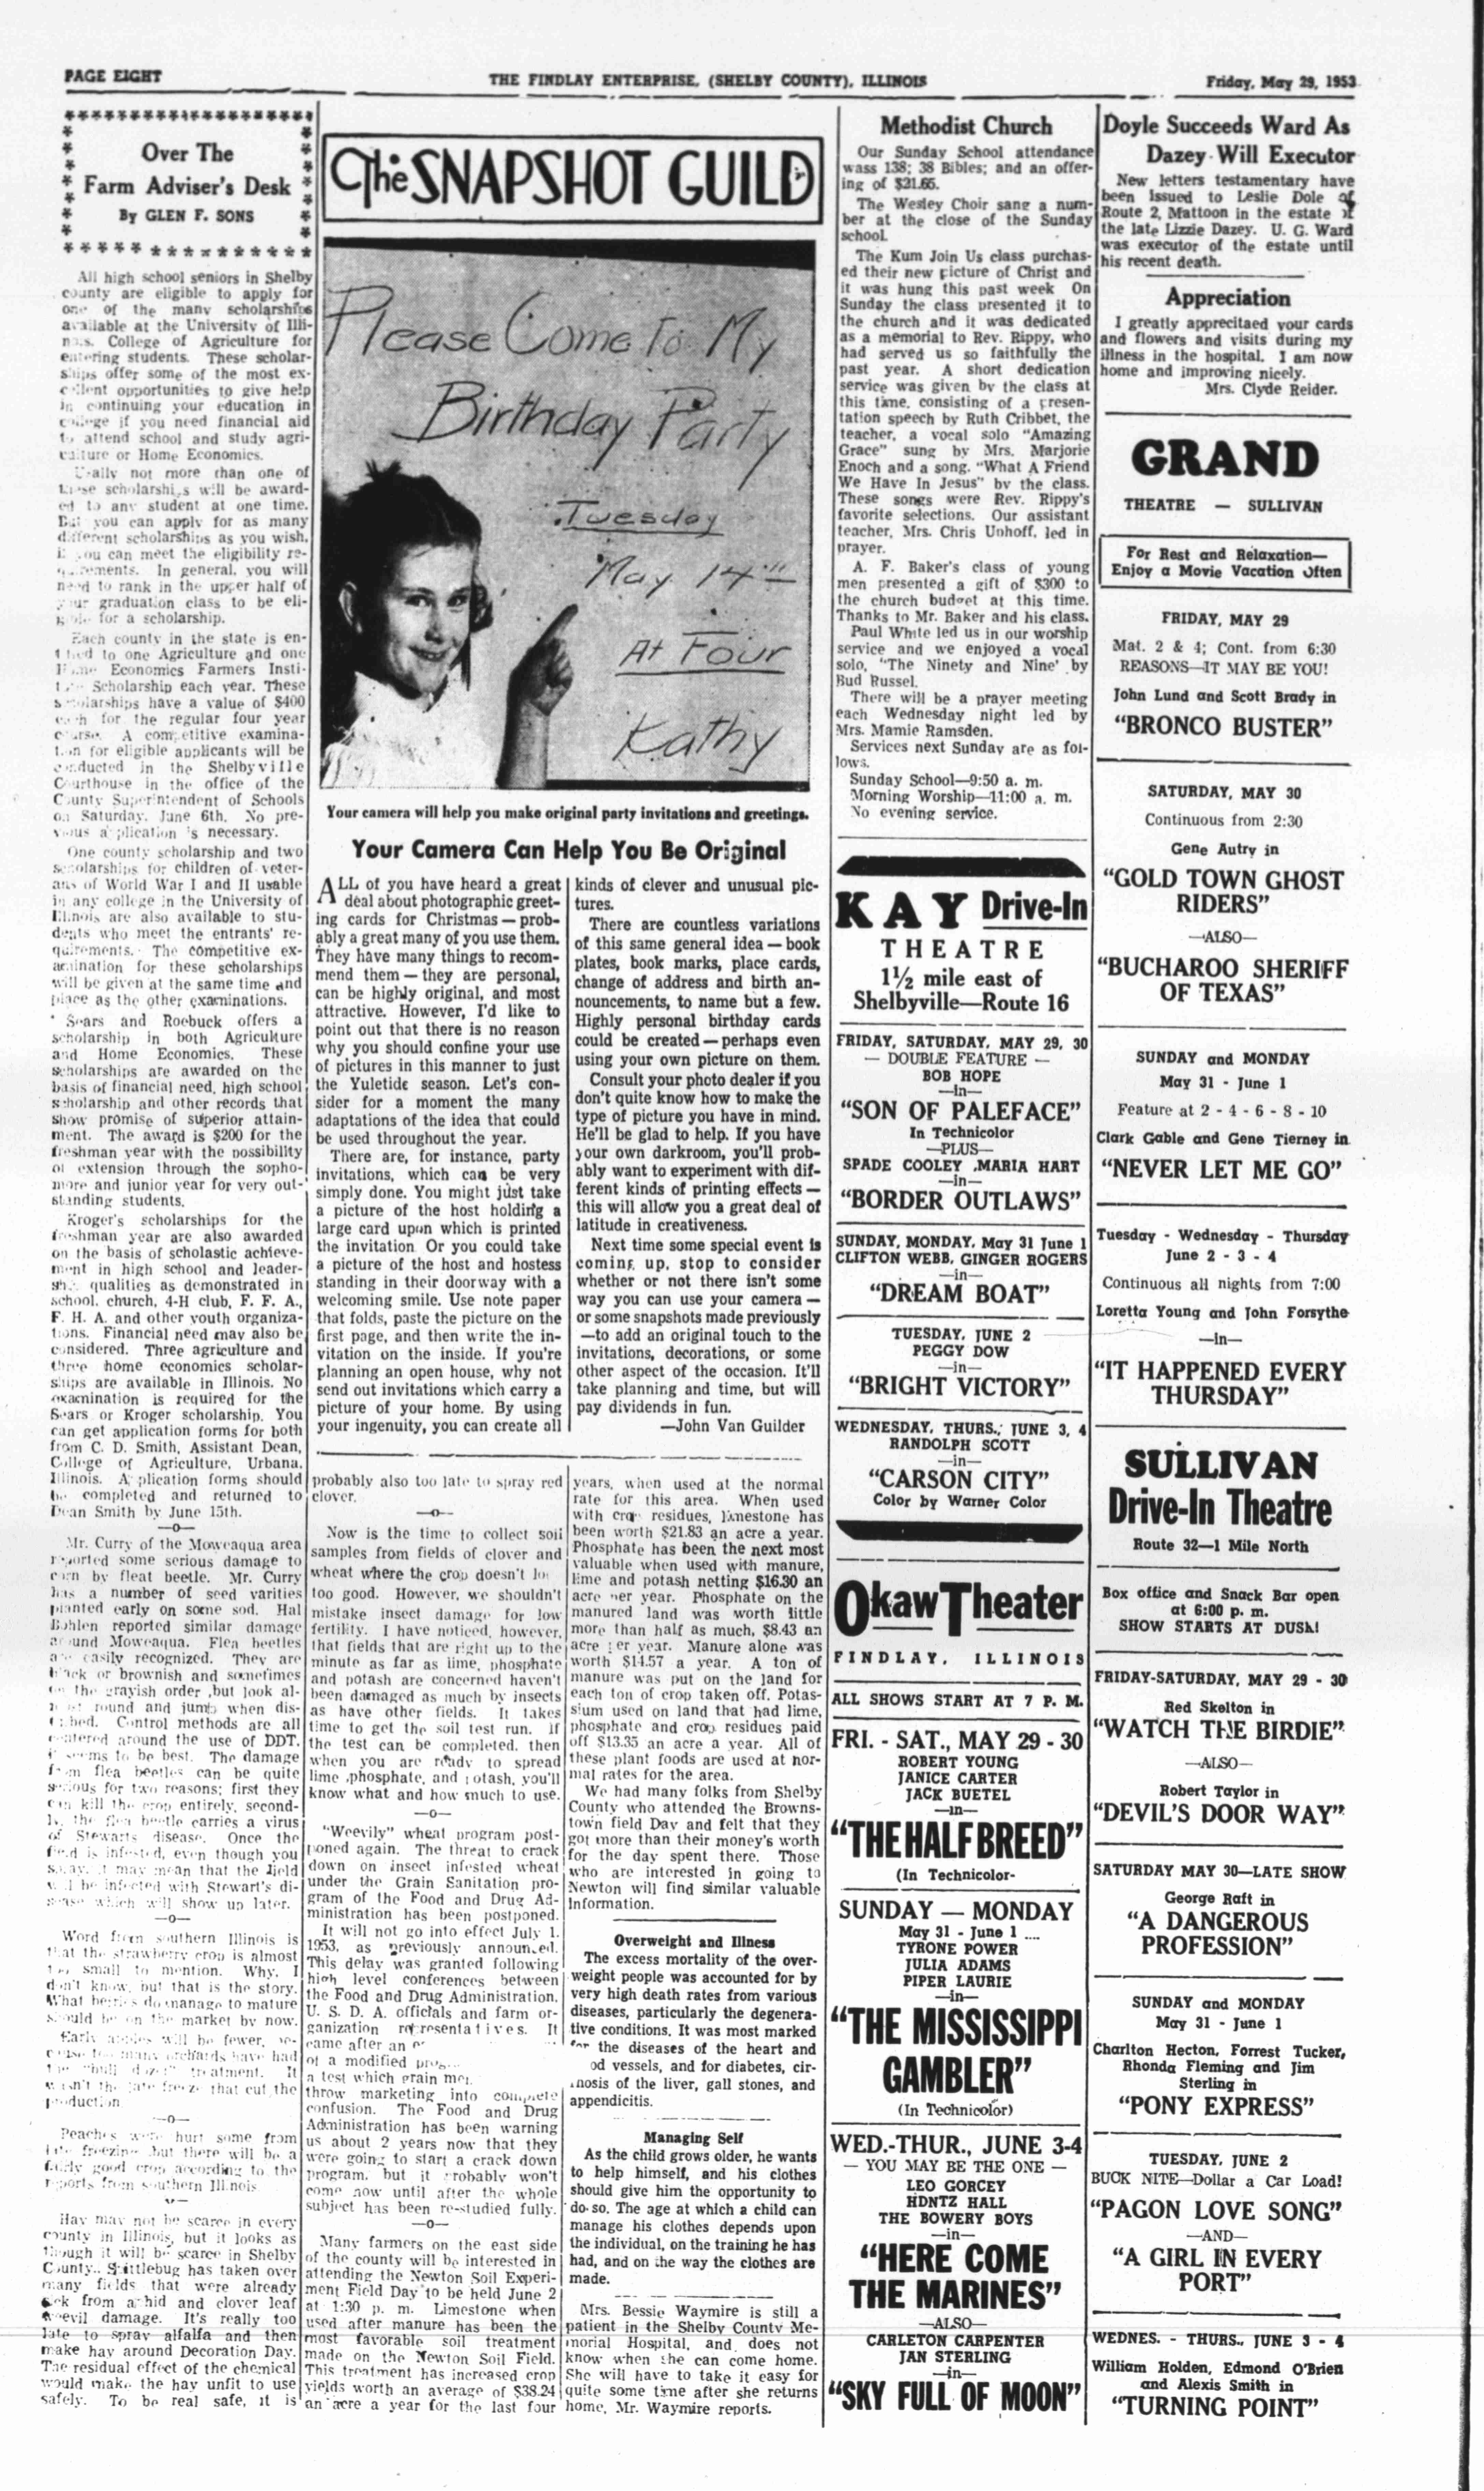 PAGE EIGHT
THE FINDLAY ENTERPRISE, (SHELBY COUNTY), ILLINOIS
Friday, May 29, 1953
Over The
Farm Adviser's Desk
By GLEN F. SONS
All high school seniors in Shelby
county are eligible to apply for
one of the many scholarships
available at the University of Illi-
nois. College of Agriculture for
entering students. These scholar-
ships offer some of the most ex-
cellent opportunities to give help
in continuing your education in
college if you need financial aid
to attend school and study agri-
culture or Home Economics.
Usually not more than one of
these scholarships will be award-
ed to any student at one time.
But you can apply for as many
different scholarships as you wish,
if you can meet the eligibility re-
quirements. In general, you will
need to rank in the upper half of
your graduation class to be eli-
gible for a scholarship.
Each county in the state is en-
titled to one Agriculture and one
Home Economics Farmers Insti-
tute Scholarship each year. These
scholarships have a value of $400
each for the regular four year
course. A competitive examina-
tion for eligible applicants will be
conducted in the Shelbyville
Courthouse in the office of the
County Superintendent of Schools
on Saturday, June 6th. No pre-
vious application is necessary.
One county scholarship and two
scholarships for children of veter-
ans of World War I and II usable
in any college in the University of
Illinois are also available to stu-
dents who meet the entrants' re-
quirements. The competitive ex-
amination for these scholarships
will be given at the same time and
place as the other examinations.
Sears and Roebuck offers a
scholarship in both Agriculture
and Home Economics. These
scholarships are awarded on the
basis of financial need, high school
scholarship and other records that
show promise of superior attain-
ment. The award is $200 for the
freshman year with the possibility
of extension through the sopho-
more and junior year for very out-
standing students.
Kroger's scholarships for the
freshman year are also awarded
on the basis of scholastic achieve-
ment in high school and leader-
ship qualities as demonstrated in
school, church, 4-H club, F. F. A.,
F. H. A. and other youth organiza-
tions. Financial need may also be
considered. Three agriculture and
three home economics scholar-
ships are available in Illinois. No
examination is required for the
Sears or Kroger scholarship. You
can get application forms for both
from C. D. Smith, Assistant Dean,
College of Agriculture, Urbana,
Illinois. Application forms should
be completed and returned to
Dean Smith by June 15th.
—o—
Mr. Curry of the Moweaqua area
reported some serious damage to
corn by fleat beetle. Mr. Curry
has a number of seed varities
planted early on some sod. Hal
Bohlen reported similar damage
around Moweaqua. Flea beetles
are easily recognized. They are
black or brownish and sometimes
on the grayish order ,but look al-
most round and jump when dis-
turbed. Control methods are all
centered around the use of DDT.
it seems to be best. The damage
from flea beetles can be quite
serious for two reasons; first they
can kill the crop entirely, second-
ly, the flea beetle carries a virus
of Stewarts disease. Once the
field is infested, even though you
spray, it may mean that the field
will be infected with Stewart's di-
sease which will show up later.
—o—
Word from southern Illinois is
that the strawberry crop is almost
too small to mention. Why, I
don't know, but that is the story.
What berries do manage to mature
should be on the market by now.
Early apples will be fewer, be-
cause too many orchards have had
the "bull dozer" treatment. It
wasn't the late freeze that cut the
production.
—o—
Peaches were hurt some from
late freezing but there will be a
fairly good crop according to the
reports from southern Illinois
Hay may not be scarce in every
county in Illinois, but it looks as
though it will be scarce in Shelby
County.. Spittlebug has taken over
many fields that were already
sick from aphid and clover leaf
weevil damage. It's really too
late to spray alfalfa and then
make hay around Decoration Day.
The residual effect of the chemical
would make the hay unfit to use
safely. To be real safe, it is
The SNAPSHOT GUILD
Please Come To My
Birthday Party
Tuesday
May 14th
At Four
Kathy
Your camera will help you make original party invitations and greetings.
Your Camera Can Help You Be Original
ALL of you have heard a great
deal about photographic greet-
ing cards for Christmas — prob-
ably a great many of you use them.
They have many things to recom-
mend them — they are personal,
can be highly original, and most
attractive. However, I'd like to
point out that there is no reason
why you should confine your use
of pictures in this manner to just
the Yuletide season. Let's con-
sider for a moment the many
adaptations of the idea that could
be used throughout the year.
There are, for instance, party
invitations, which can be very
simply done. You might just take
a picture of the host holding a
large card upon which is printed
the invitation. Or you could take
a picture of the host and hostess
standing in their doorway with a
welcoming smile. Use note paper
that folds, paste the picture on the
first page, and then write the in-
vitation on the inside. If you're
planning an open house, why not
send out invitations which carry a
picture of your home. By using
your ingenuity, you can create all
kinds of clever and unusual pic-
tures.
There are countless variations
of this same general idea — book
plates, book marks, place cards,
change of address and birth an-
nouncements, to name but a few.
Highly personal birthday cards
could be created — perhaps even
using your own picture on them.
Consult your photo dealer if you
don't quite know how to make the
type of picture you have in mind.
He'll be glad to help. If you have
your own darkroom, you'll prob-
ably want to experiment with dif-
ferent kinds of printing effects —
this will allow you a great deal of
latitude in creativeness.
Next time some special event is
coming up, stop to consider
whether or not there isn't some
way you can use your camera —
or some snapshots made previously
—to add an original touch to the
invitations, decorations, or some
other aspect of the occasion. It'll
take planning and time, but will
pay dividends in fun.
—John Van Guilder
probably also too late to spray red
clover.
—o—
Now is the time to collect soil
samples from fields of clover and
wheat where the crop doesn't lo
too good. However, we shouldn't
mistake insect damage for low
fertility. I have noticed, however,
that fields that are right up to the
minute as far as lime, phosphate
and potash are concerned haven't
been damaged as much by insects
as have other fields. It takes
time to get the soil test run. If
the test can be completed, then
when you are ready to spread
lime ,phosphate, and potash, you'll
know what and how much to use.
—o—
"Weevily" wheat program post-
poned again. The threat to crack
down on insect infested wheat
under the Grain Sanitation pro-
gram of the Food and Drug Ad-
ministration has been postponed.
It will not go into effect July 1.
1953, as previously announced.
This delay was granted following
high level conferences between
the Food and Drug Administration,
U. S. D. A. officials and farm or-
ganization representatives. It
came after an
of a modified
a test which grain
throw marketing into complete
confusion. The Food and Drug
Administration has been warning
us about 2 years now that they
were going to start a crack down
program, but it probably won't
come now until after the whole
subject has been re-studied fully.
—o—
Many farmers on the east side
of the county will be interested in
attending the Newton Soil Experi-
ment Field Day to be held June 2
at 1:30 p. m. Limestone when
used after manure has been the
most favorable soil treatment
made on the Newton Soil Field.
This treatment has increased crop
yields worth an average of $38.24
an acre a year for the last four
years, when used at the normal
rate for this area. When used
with crop residues, limestone has
been worth $21.83 an acre a year.
Phosphate has been the next most
valuable when used with manure,
lime and potash netting $16.30 an
acre per year. Phosphate on the
manured land was worth little
more than half as much, $8.43 an
acre per year. Manure alone was
worth $14.57 a year. A ton of
manure was put on the land for
each ton of crop taken off. Potas-
sium used on land that had lime,
phosphate and crop residues paid
off $13.35 an acre a year. All of
these plant foods are used at nor-
mal rates for the area.
We had many folks from Shelby
County who attended the Browns-
town field Day and felt that they
got more than their money's worth
for the day spent there. Those
who are interested in going to
Newton will find similar valuable
Information.
Overweight and Illness
The excess mortality of the over-
weight people was accounted for by
very high death rates from various
diseases, particularly the degenera-
tive conditions. It was most marked
for the diseases of the heart and
od vessels, and for diabetes, cir-
nosis of the liver, gall stones, and
appendicitis.
Managing Self
As the child grows older, he wants
to help himself, and his clothes
should give him the opportunity to
do so. The age at which a child can
manage his clothes depends upon
the individual, on the training he has
had, and on the way the clothes are
made.
Mrs. Bessie Waymire is still a
patient in the Shelby County Me-
morial Hospital, and does not
know when she can come home.
She will have to take it easy for
quite some time after she returns
home, Mr. Waymire reports.
Methodist Church
Our Sunday School attendance
wass 138; 38 Bibles; and an offer-
ing of $21.65.
The Wesley Choir sang a num-
ber at the close of the Sunday
school.
The Kum Join Us class purchas-
ed their new picture of Christ and
it was hung this past week On
Sunday the class presented it to
the church and it was dedicated
as a memorial to Rev. Rippy, who
had served us so faithfully the
past year. A short dedication
service was given by the class at
this time, consisting of a presen-
tation speech by Ruth Cribbet, the
teacher, a vocal solo "Amazing
Grace" sung by Mrs. Marjorie
Enoch and a song, "What A Friend
We Have In Jesus" by the class.
These songs were Rev. Rippy's
favorite selections. Our assistant
teacher, Mrs. Chris Unhoff, led in
prayer.
A. F. Baker's class of young
men presented a gift of $300 to
the church budget at this time.
Thanks to Mr. Baker and his class.
Paul White led us in our worship
service and we enjoyed a vocal
solo, "The Ninety and Nine' by
Bud Russel.
There will be a prayer meeting
each Wednesday night led by
Mrs. Mamie Ramsden.
Services next Sunday are as fol-
lows.
Sunday School—9:50 a. m.
Morning Worship—11:00 a. m.
No evening service.
KAY Drive-In
THEATRE
1½ mile east of
Shelbyville—Route 16
FRIDAY, SATURDAY, MAY 29, 30
— DOUBLE FEATURE —
BOB HOPE
—in—
"SON OF PALEFACE"
In Technicolor
—PLUS—
SPADE COOLEY ,MARIA HART
—in—
"BORDER OUTLAWS"
SUNDAY, MONDAY, May 31 June 1
CLIFTON WEBB, GINGER ROGERS
—in—
"DREAM BOAT"
TUESDAY, JUNE 2
PEGGY DOW
—in—
"BRIGHT VICTORY"
WEDNESDAY, THURS., JUNE 3, 4
RANDOLPH SCOTT
—in—
"CARSON CITY"
Color by Warner Color
Okaw Theater
FINDLAY, ILLINOIS
ALL SHOWS START AT 7 P. M.
FRI. - SAT., MAY 29 - 30
ROBERT YOUNG
JANICE CARTER
JACK BUETEL
—in—
"THE HALF BREED"
(In Technicolor-
SUNDAY — MONDAY
May 31 - June 1 ....
TYRONE POWER
JULIA ADAMS
PIPER LAURIE
—in—
"THE MISSISSIPPI
GAMBLER"
(In Technicolor)
WED.-THUR., JUNE 3-4
— YOU MAY BE THE ONE —
LEO GORCEY
HDNTZ HALL
THE BOWERY BOYS
—in—
"HERE COME
THE MARINES"
—ALSO—
CARLETON CARPENTER
JAN STERLING
—in—
"SKY FULL OF MOON"
Doyle Succeeds Ward As
Dazey Will Executor
New letters testamentary have
been Issued to Leslie Dole of
Route 2, Mattoon in the estate of
the late Lizzie Dazey. U. G. Ward
was executor of the estate until
his recent death.
Appreciation
I greatly apprecitaed your cards
and flowers and visits during my
illness in the hospital. I am now
home and improving nicely.
Mrs. Clyde Reider.
GRAND
THEATRE — SULLIVAN
For Rest and Relaxation—
Enjoy a Movie Vacation Often
FRIDAY, MAY 29
Mat. 2 & 4; Cont. from 6:30
REASONS—IT MAY BE YOU!
John Lund and Scott Brady in
"BRONCO BUSTER"
SATURDAY, MAY 30
Continuous from 2:30
Gene Autry in
"GOLD TOWN GHOST
RIDERS"
—ALSO—
"BUCHAROO SHERIFF
OF TEXAS"
SUNDAY and MONDAY
May 31 - June 1
Feature at 2 - 4 - 6 - 8 - 10
Clark Gable and Gene Tierney in
"NEVER LET ME GO"
Tuesday - Wednesday - Thursday
June 2 - 3 - 4
Continuous all nights from 7:00
Loretta Young and John Forsythe
—in—
"IT HAPPENED EVERY
THURSDAY"
SULLIVAN
Drive-In Theatre
Route 32—1 Mile North
Box office and Snack Bar open
at 6:00 p. m.
SHOW STARTS AT DUSK!
FRIDAY-SATURDAY, MAY 29 - 30
Red Skelton in
"WATCH THE BIRDIE"
—ALSO—
Robert Taylor in
"DEVIL'S DOOR WAY"
SATURDAY MAY 30—LATE SHOW
George Raft in
"A DANGEROUS
PROFESSION"
SUNDAY and MONDAY
May 31 - June 1
Charlton Hecton, Forrest Tucker,
Rhonda Fleming and Jim
Sterling in
"PONY EXPRESS"
TUESDAY, JUNE 2
BUCK NITE—Dollar a Car Load!
"PAGON LOVE SONG"
—AND—
"A GIRL IN EVERY
PORT"
WEDNES. - THURS., JUNE 3 - 4
William Holden, Edmond O'Brien
and Alexis Smith in
"TURNING POINT"